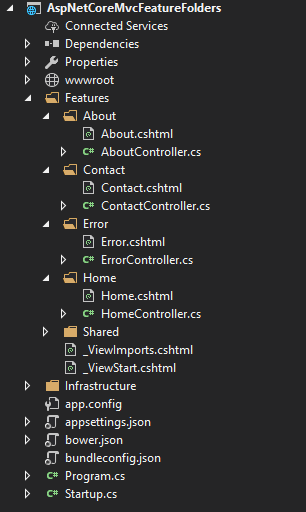 AspNetCoreMvcFeatureFolders
Connected Services
Dependencies
Properties
wwwroot
Features
About
About.cshtml
C# AboutController.cs
Contact
Contact.cshtml
C# ContactController.cs
Error
Error.cshtml
C# ErrorController.cs
Home
Home.cshtml
C# HomeController.cs
Shared
_ViewImports.cshtml
_ViewStart.cshtml
Infrastructure
app.config
appsettings.json
bower.json
bundleconfig.json
C# Program.cs
C# Startup.cs